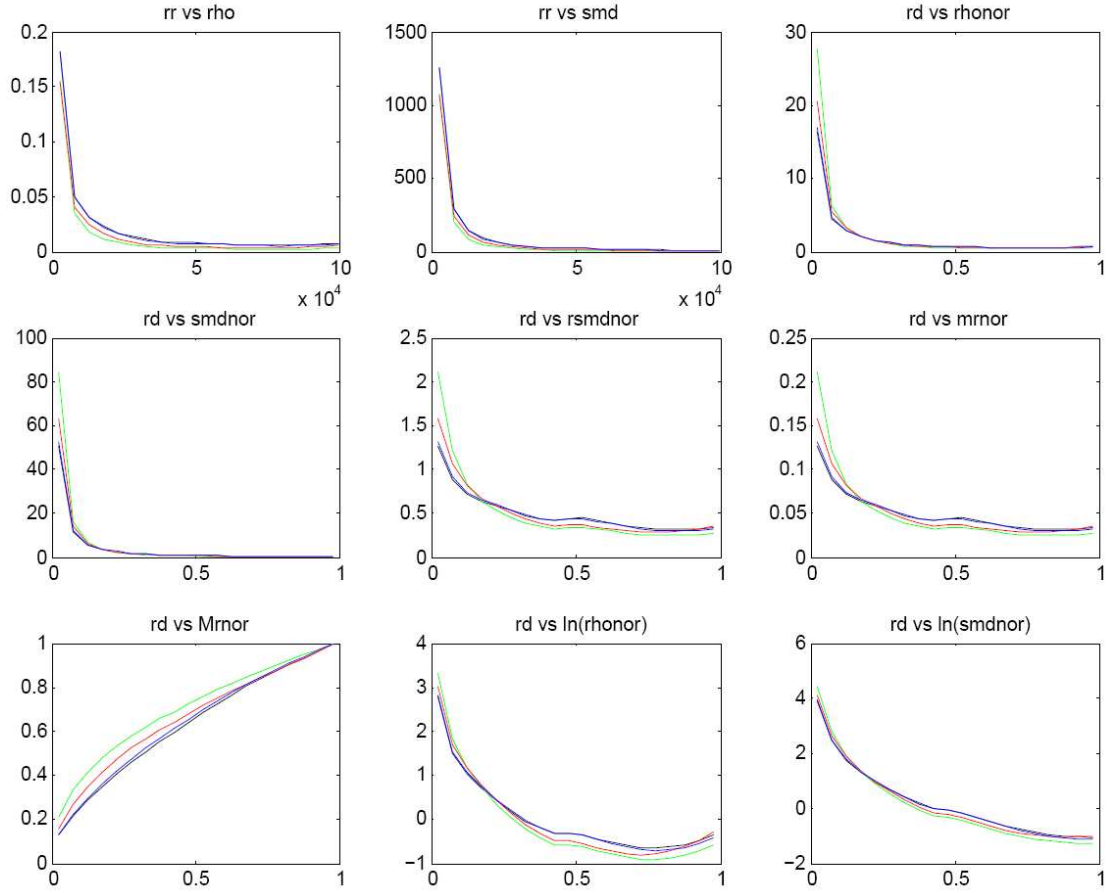 rr vs rho
0.2
0.15
0.1
0.05
0
0 5 10
x 10^4
rr vs smd
1500
1000
500
0
0 5 10
x 10^4
rd vs rhonor
30
20
10
0
0 0.5 1
rd vs smdnor
100
80
60
40
20
0
0 0.5 1
rd vs rsmdnor
2.5
2
1.5
1
0.5
0
0 0.5 1
rd vs mrnor
0.25
0.2
0.15
0.1
0.05
0
0 0.5 1
rd vs Mrnor
1
0.8
0.6
0.4
0.2
0
0 0.5 1
rd vs ln(rhonor)
4
3
2
1
0
−1
0 0.5 1
rd vs ln(smdnor)
6
4
2
0
−2
0 0.5 1